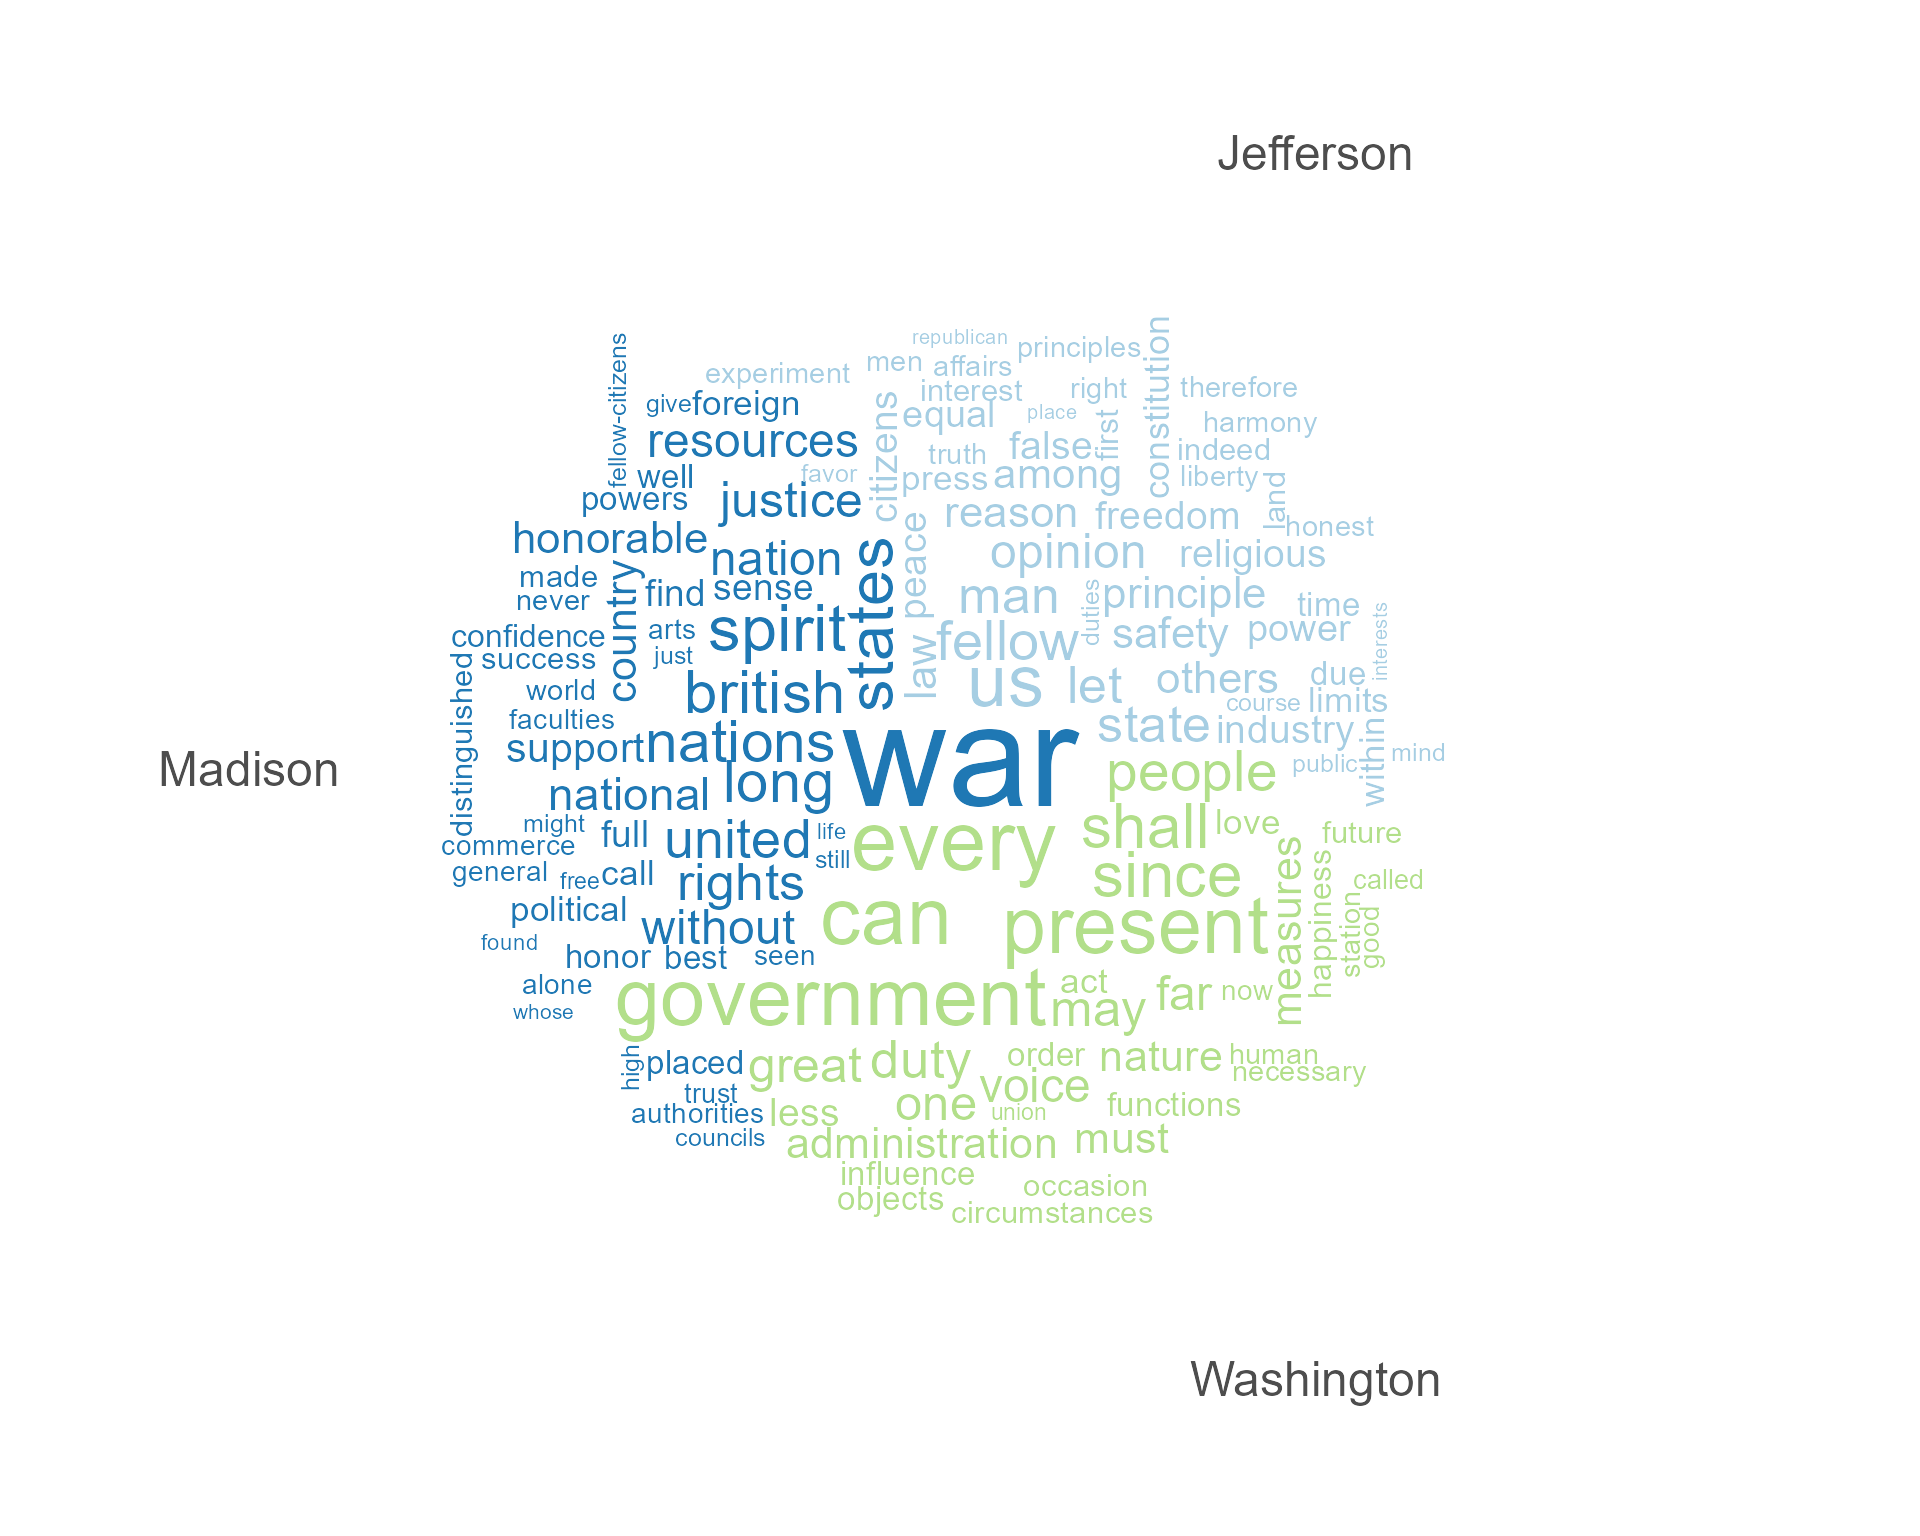 Jefferson
republican
principles
men
affairs
experiment
interest
right
therefore
fellow-citizens
give
foreign
citizens
equal
place
first
constitution
harmony
resources
truth
false
indeed
well
favor
press
among
liberty
land
powers
justice
reason
freedom
honest
honorable
nation
states
peace
opinion
religious
made
never
country
find
sense
man
duties
principle
time
interests
confidence
arts
spirit
law
fellow
safety
power
success
just
distinguished
world
british
us
let
others
due
course
limits
faculties
support
nations
war
state
industry
within
public
mind
Madison
national
long
people
might
full
united
life
every
shall
love
future
commerce
still
since
measures
happiness
general
free
call
rights
called
political
without
can
present
station
good
found
honor
best
seen
alone
government
act
may
far
now
whose
high
placed
great
duty
order
nature
human
necessary
trust
voice
authorities
less
one
union
functions
councils
administration
must
influence
occasion
objects
circumstances
Washington